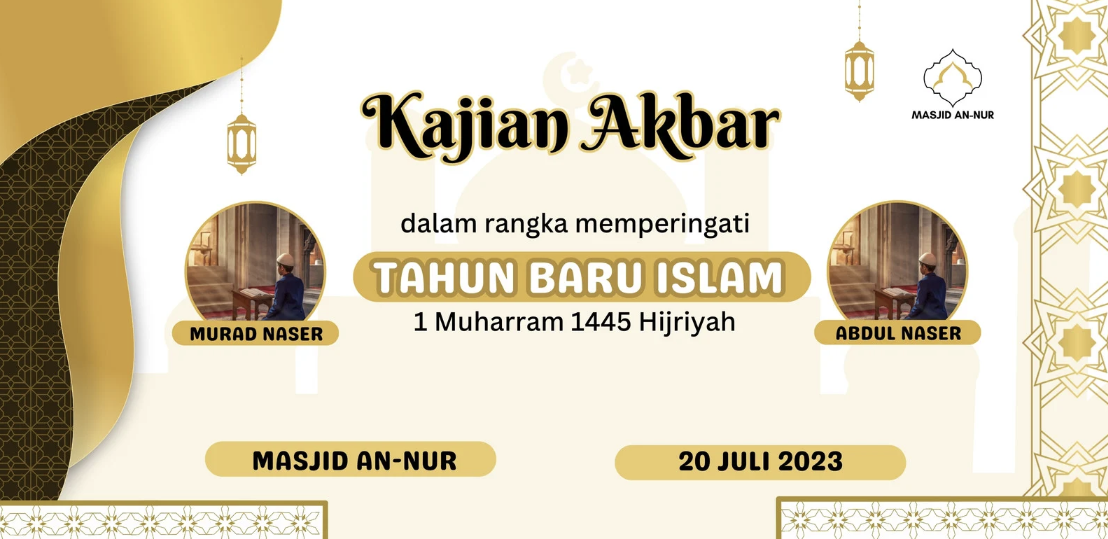 MASJID AN-NUR
Kajian Akbar
dalam rangka memperingati
TAHUN BARU ISLAM
1 Muharram 1445 Hijriyah
MURAD NASER
ABDUL NASER
MASJID AN-NUR
20 JULI 2023